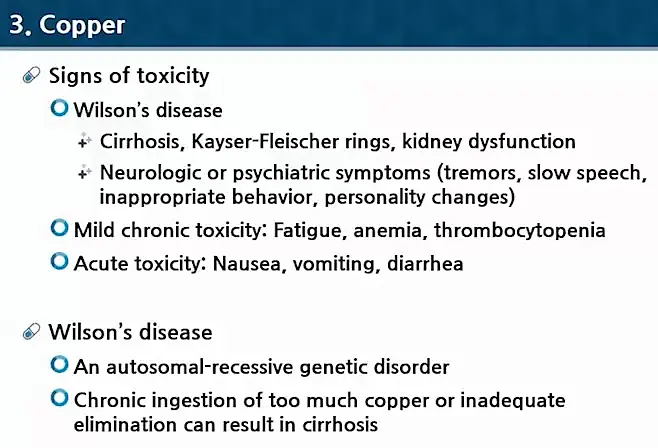 3. Copper
Signs of toxicity
Wilson's disease
Cirrhosis, Kayser-Fleischer rings, kidney dysfunction
Neurologic or psychiatric symptoms (tremors, slow speech,
inappropriate behavior, personality changes)
Mild chronic toxicity: Fatigue, anemia, thrombocytopenia
Acute toxicity: Nausea, vomiting, diarrhea
Wilson's disease
An autosomal-recessive genetic disorder
Chronic ingestion of too much copper or inadequate
elimination can result in cirrhosis